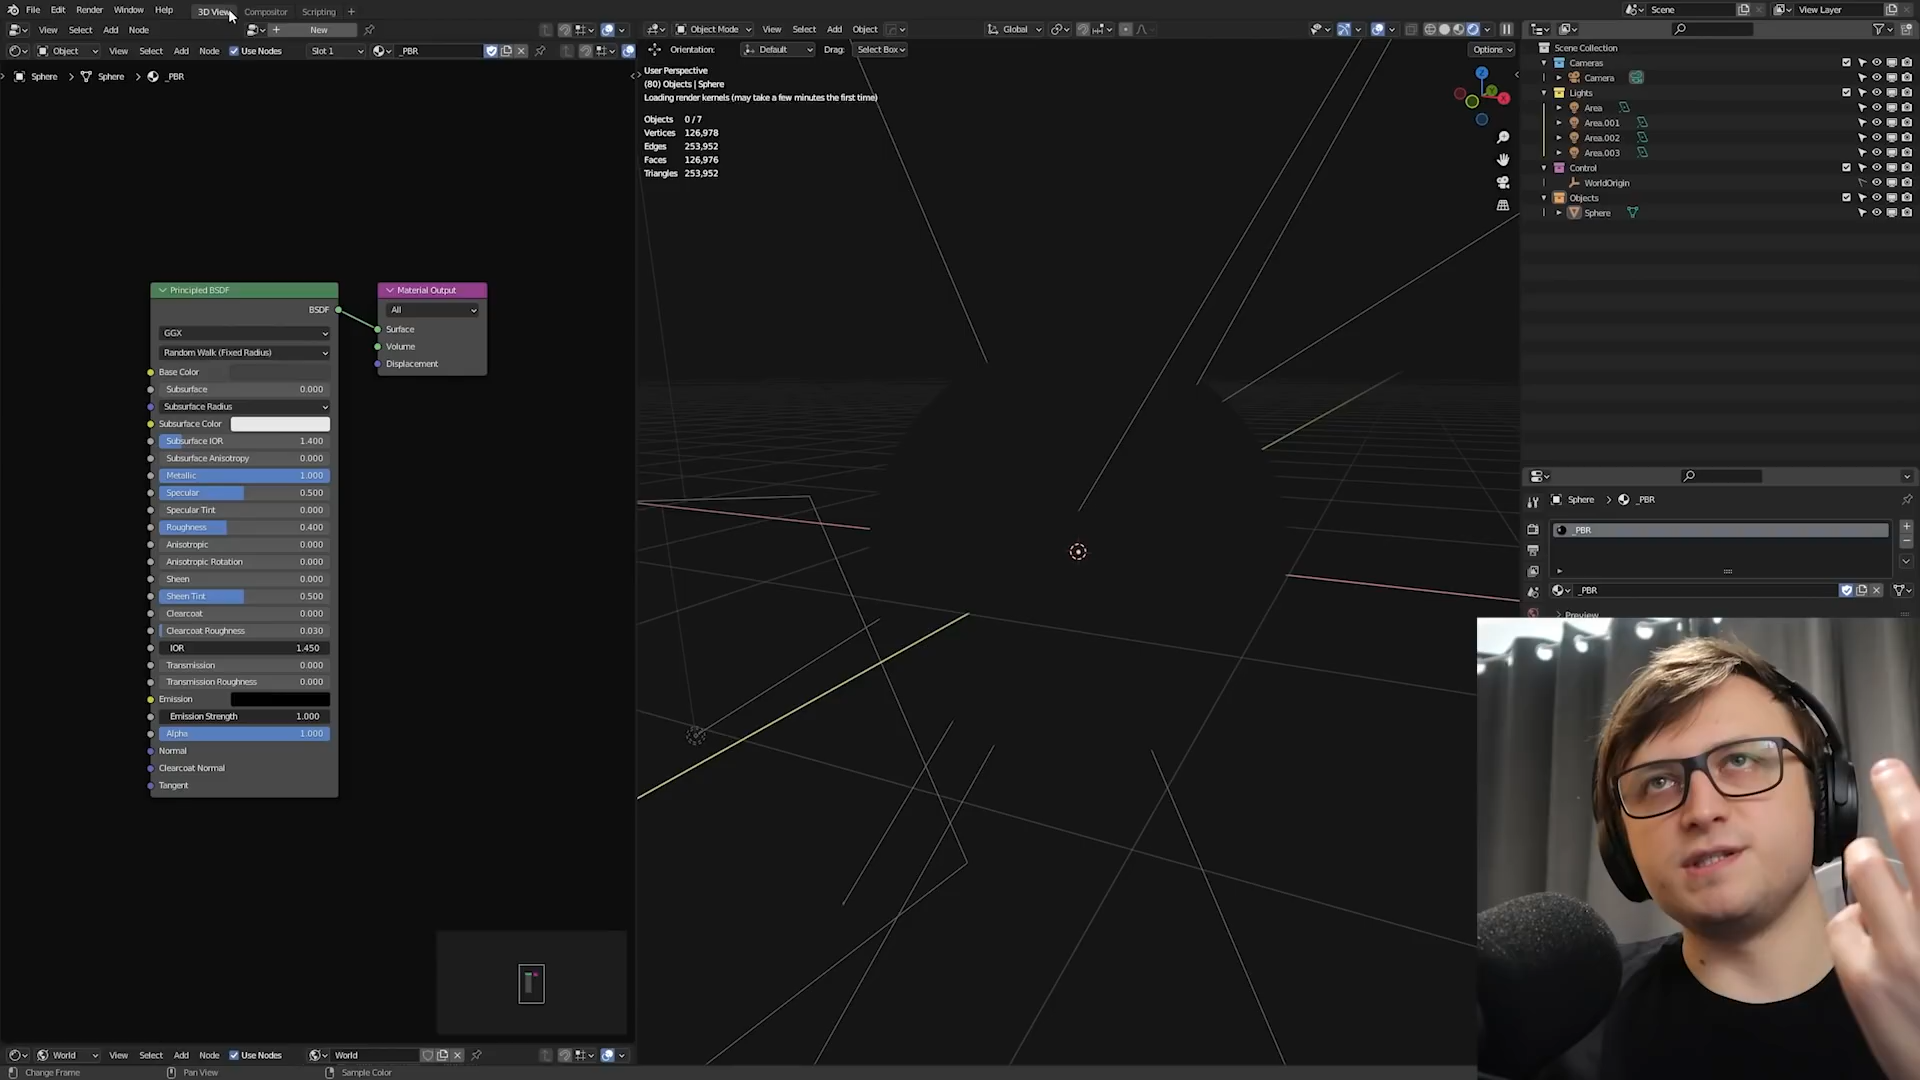 File Edit Render Window Help 3D View Compositor Scripting Scene View Layer
View Select Add Node New Object Mode View Select Add Object Global
Object View Select Add Node Use Nodes Slot 1 _PBR Orientation: Default Drag: Select Box Options
Sphere Sphere _PBR
User Perspective
(80) Objects | Sphere
Loading render kernels (may take a few minutes the first time)
Objects 0 / 7
Vertices 126,978
Edges 253,952
Faces 126,976
Triangles 253,952
Scene Collection
Cameras
Camera
Lights
Area
Area.001
Area.002
Area.003
Control
WorldOrigin
Objects
Sphere
Principled BSDF
BSDF
GGX
Random Walk (Fixed Radius)
Base Color
Subsurface 0.000
Subsurface Radius
Subsurface Color
Subsurface IOR 1.400
Subsurface Anisotropy 0.000
Metallic 1.000
Specular 0.500
Specular Tint 0.000
Roughness 0.400
Anisotropic 0.000
Anisotropic Rotation 0.000
Sheen 0.000
Sheen Tint 0.500
Clearcoat 0.000
Clearcoat Roughness 0.030
IOR 1.450
Transmission 0.000
Transmission Roughness 0.000
Emission
Emission Strength 1.000
Alpha 1.000
Normal
Clearcoat Normal
Tangent
Material Output
All
Surface
Volume
Displacement
Sphere _PBR
_PBR
_PBR
Preview
World View Select Add Node Use Nodes World
Change Frame Pan View Sample Color